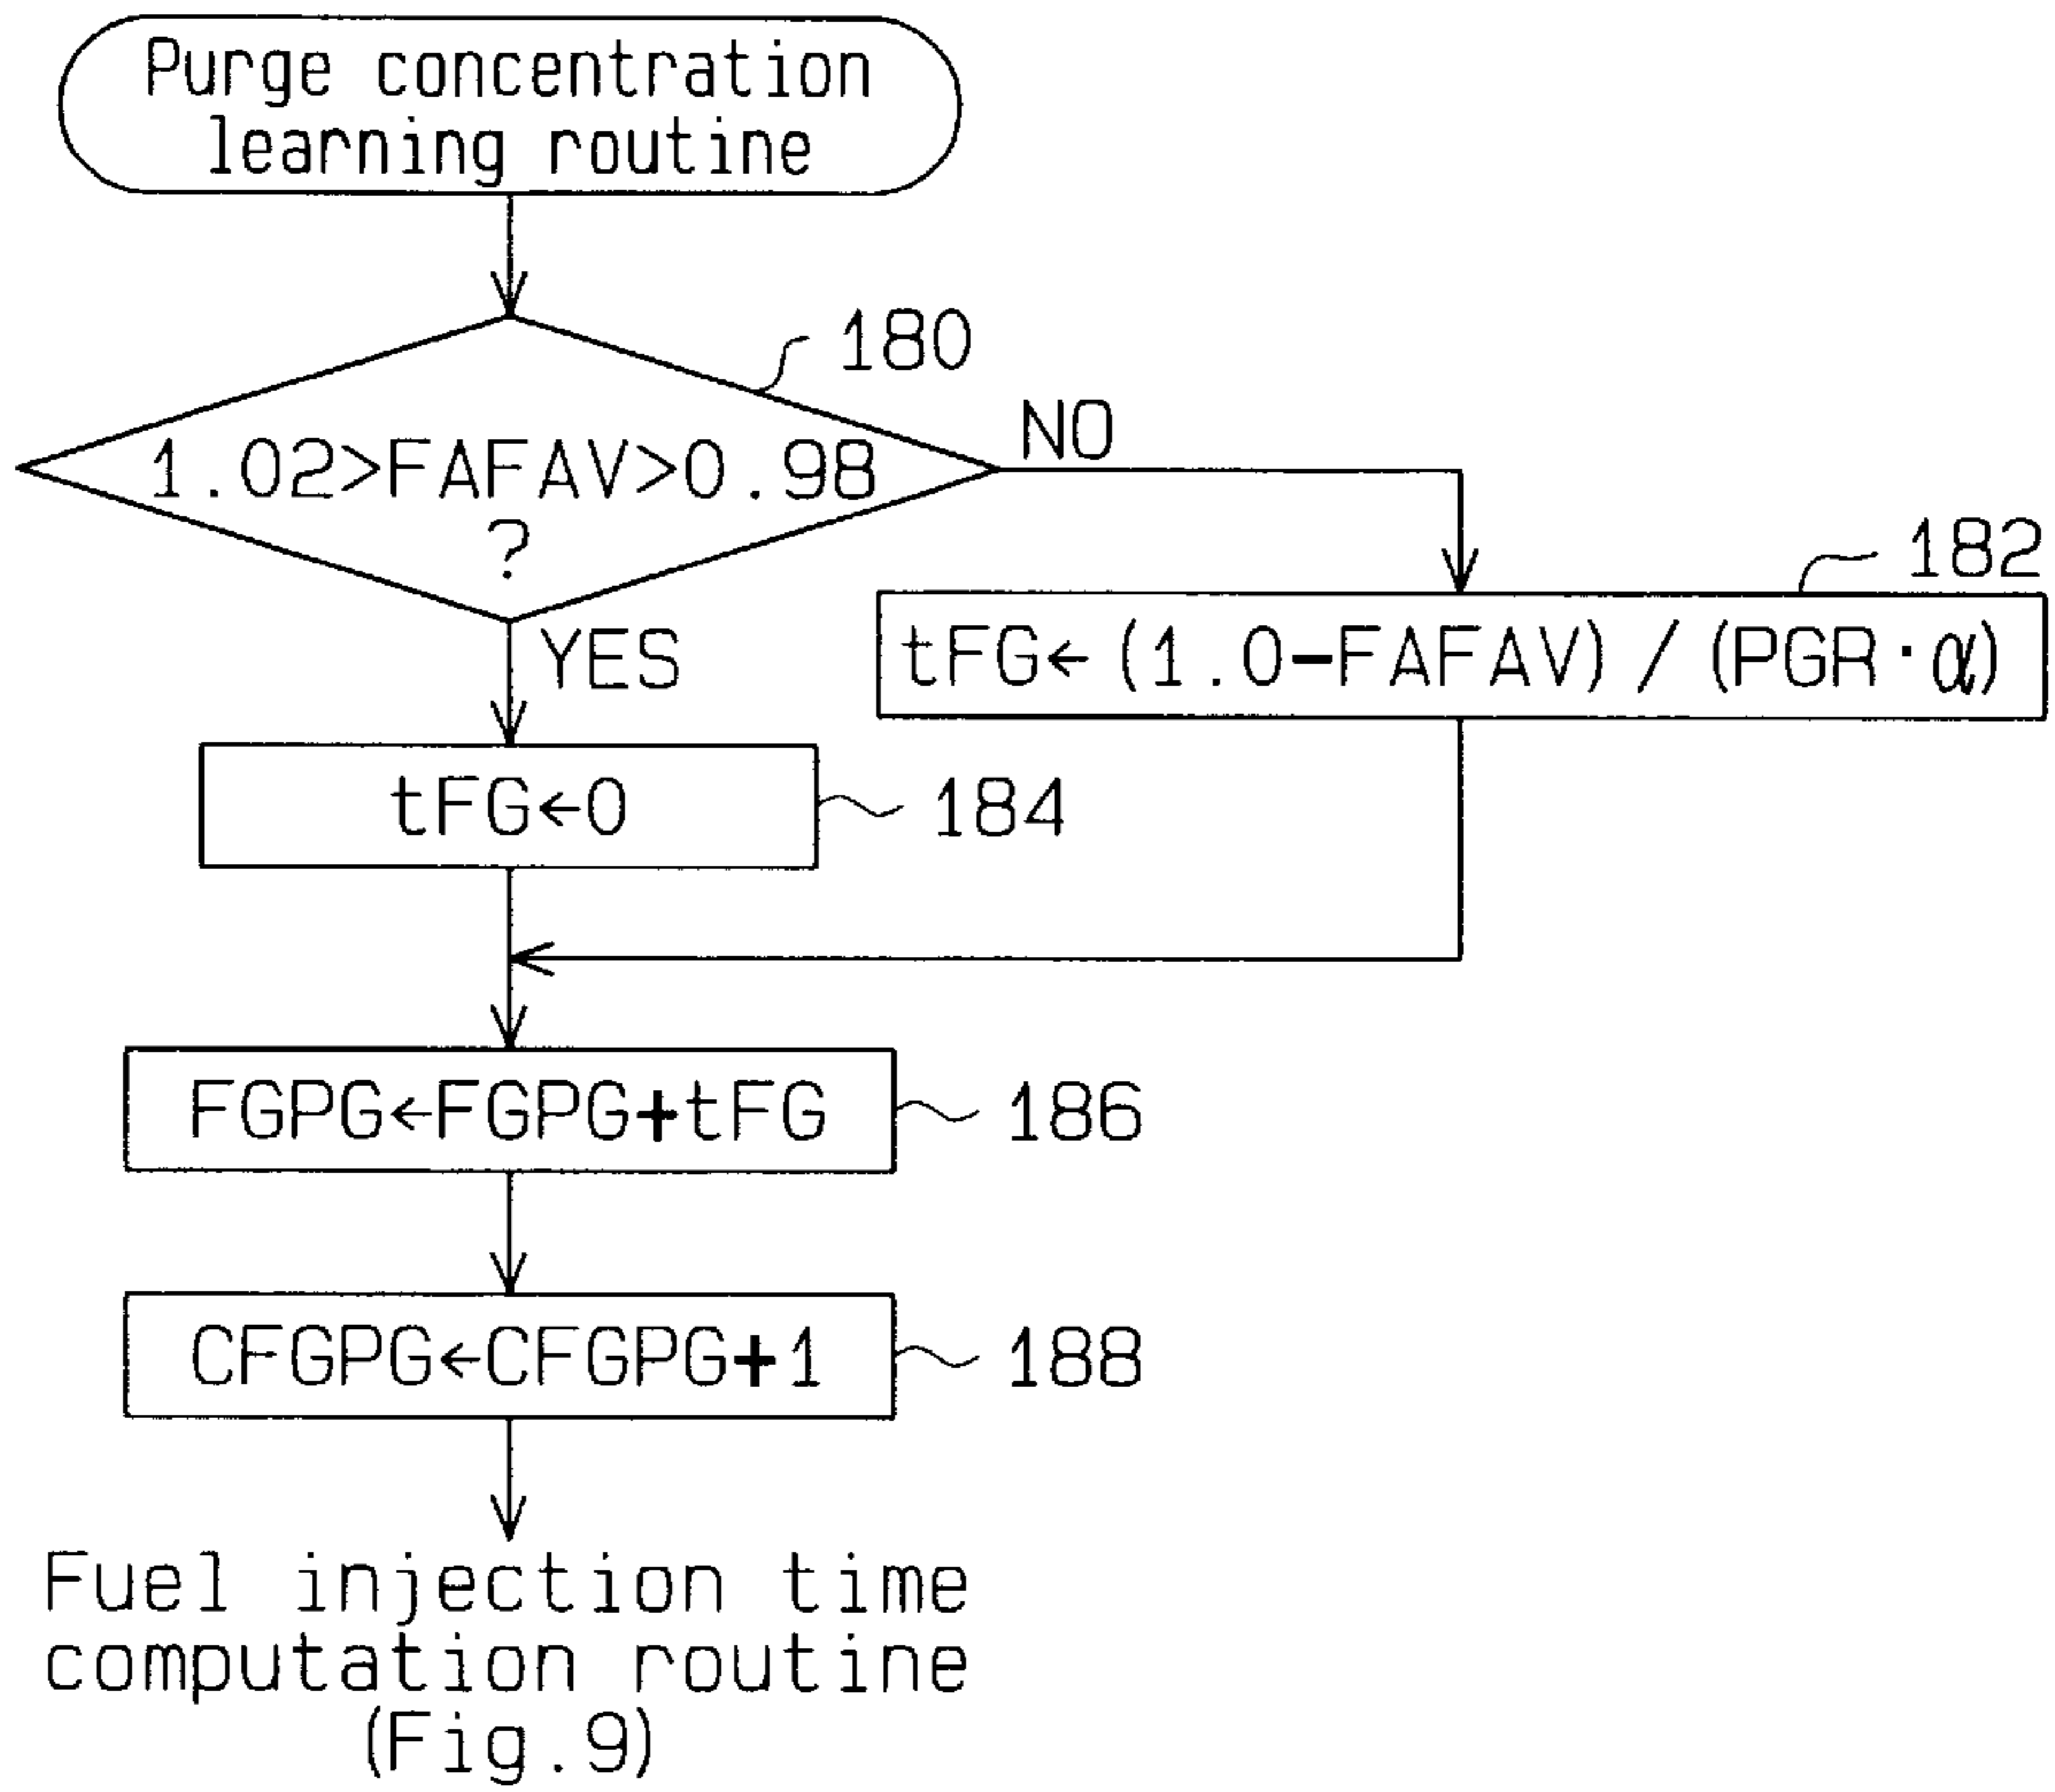 Purge concentration
learning routine
180
1.02>FAFAV>0.98
?
NO
YES
182
tFG←(1.0-FAFAV)/(PGR·α)
tFG←0
184
FGPG←FGPG+tFG
186
CFGPG←CFGPG+1
188
Fuel injection time
computation routine
(Fig.9)